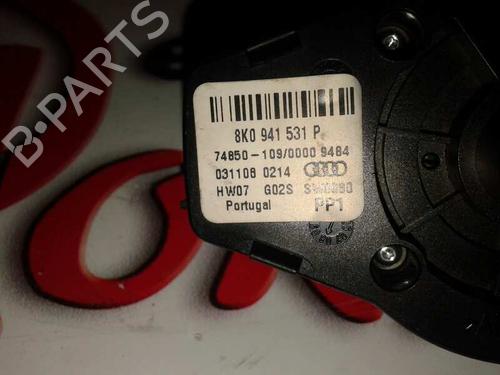 B-PARTS
8K0 941 531 P
74850-109/0000 9484
031108 0214
HW07 G02S
Portugal PP1